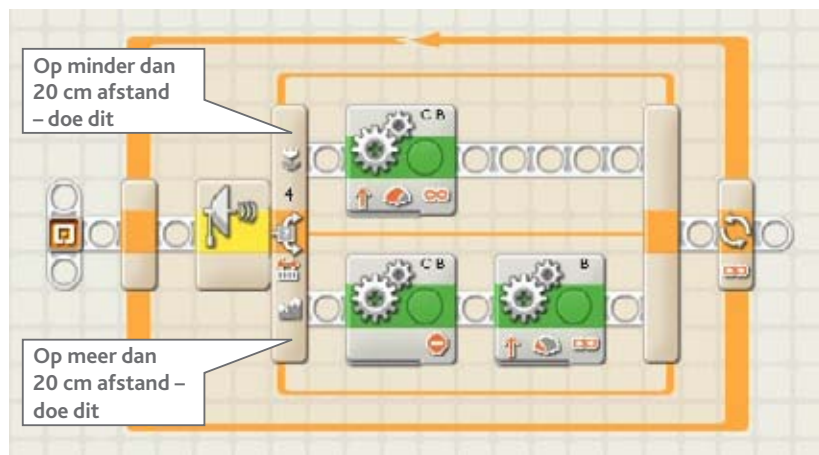 Op minder dan
20 cm afstand
– doe dit
C B
4
C B
B
Op meer dan
20 cm afstand –
doe dit